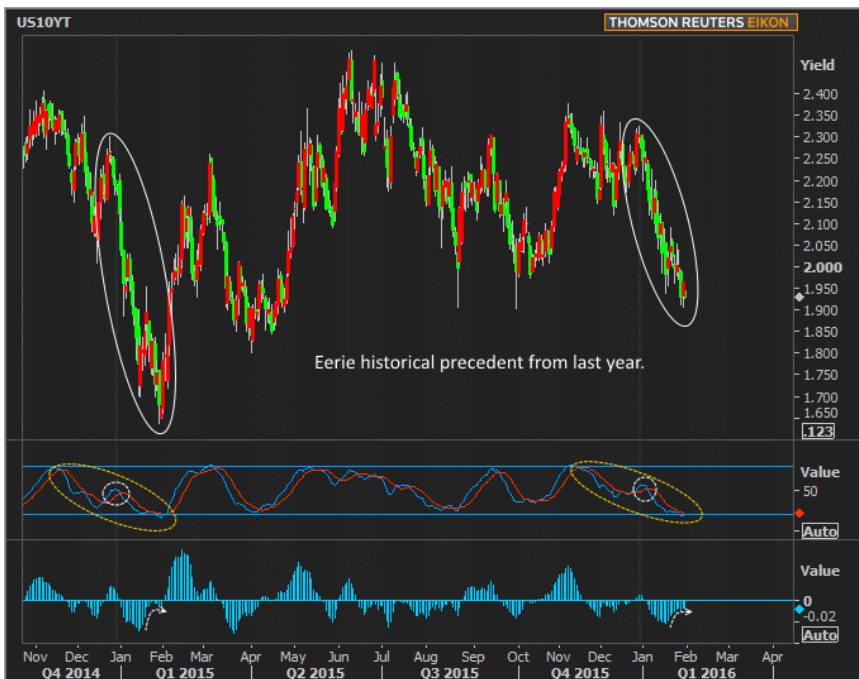 US10YT
THOMSON REUTERS EIKON
Yield
2.400
2.350
2.300
2.250
2.200
2.150
2.100
2.050
2.000
1.950
1.900
1.850
1.800
1.750
1.700
1.650
.123
Eerie historical precedent from last year.
Value
50
Auto
Value
0
-0.02
Auto
Nov Dec Jan Feb Mar Apr May Jun Jul Aug Sep Oct Nov Dec Jan Feb Mar Apr
Q4 2014 Q1 2015 Q2 2015 Q3 2015 Q4 2015 Q1 2016